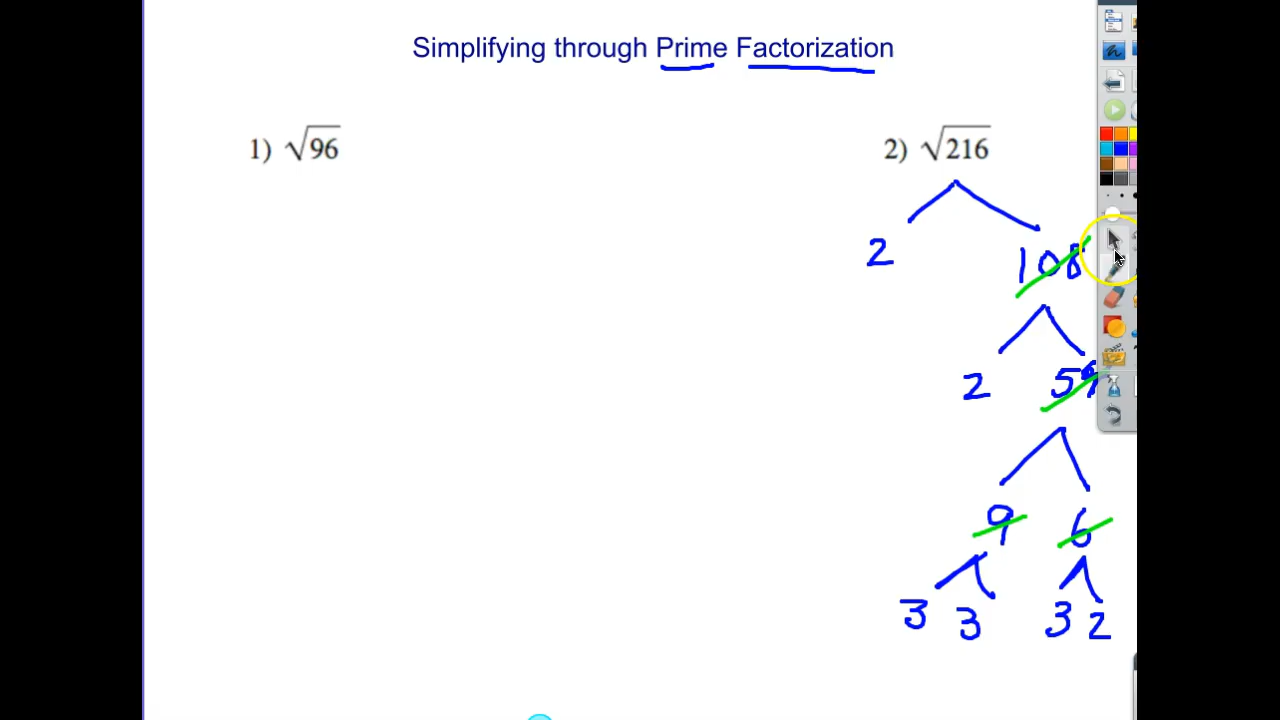 Simplifying through Prime Factorization
1) √96
2) √216
2 108
2 54
9 6
3 3 3 2